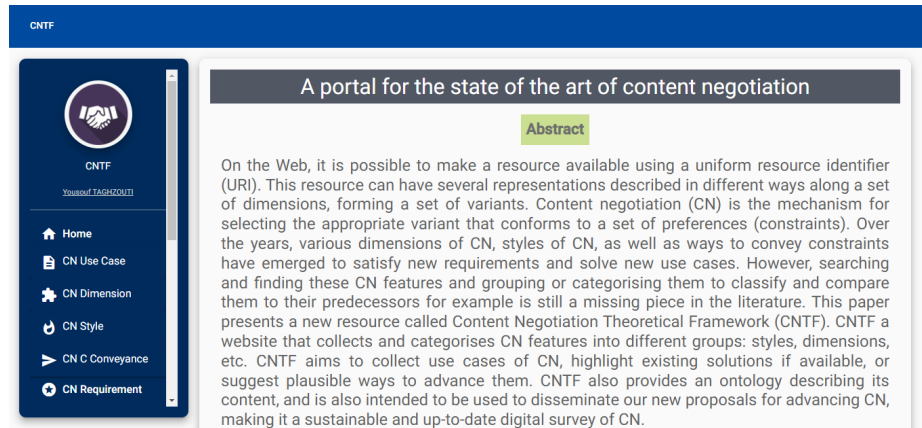 CNTF
CNTF
Yousouf TAGHZOUTI
Home
CN Use Case
CN Dimension
CN Style
CN C Conveyance
CN Requirement
A portal for the state of the art of content negotiation
Abstract
On the Web, it is possible to make a resource available using a uniform resource identifier
(URI). This resource can have several representations described in different ways along a set
of dimensions, forming a set of variants. Content negotiation (CN) is the mechanism for
selecting the appropriate variant that conforms to a set of preferences (constraints). Over
the years, various dimensions of CN, styles of CN, as well as ways to convey constraints
have emerged to satisfy new requirements and solve new use cases. However, searching
and finding these CN features and grouping or categorising them to classify and compare
them to their predecessors for example is still a missing piece in the literature. This paper
presents a new resource called Content Negotiation Theoretical Framework (CNTF). CNTF a
website that collects and categorises CN features into different groups: styles, dimensions,
etc. CNTF aims to collect use cases of CN, highlight existing solutions if available, or
suggest plausible ways to advance them. CNTF also provides an ontology describing its
content, and is also intended to be used to disseminate our new proposals for advancing CN,
making it a sustainable and up-to-date digital survey of CN.